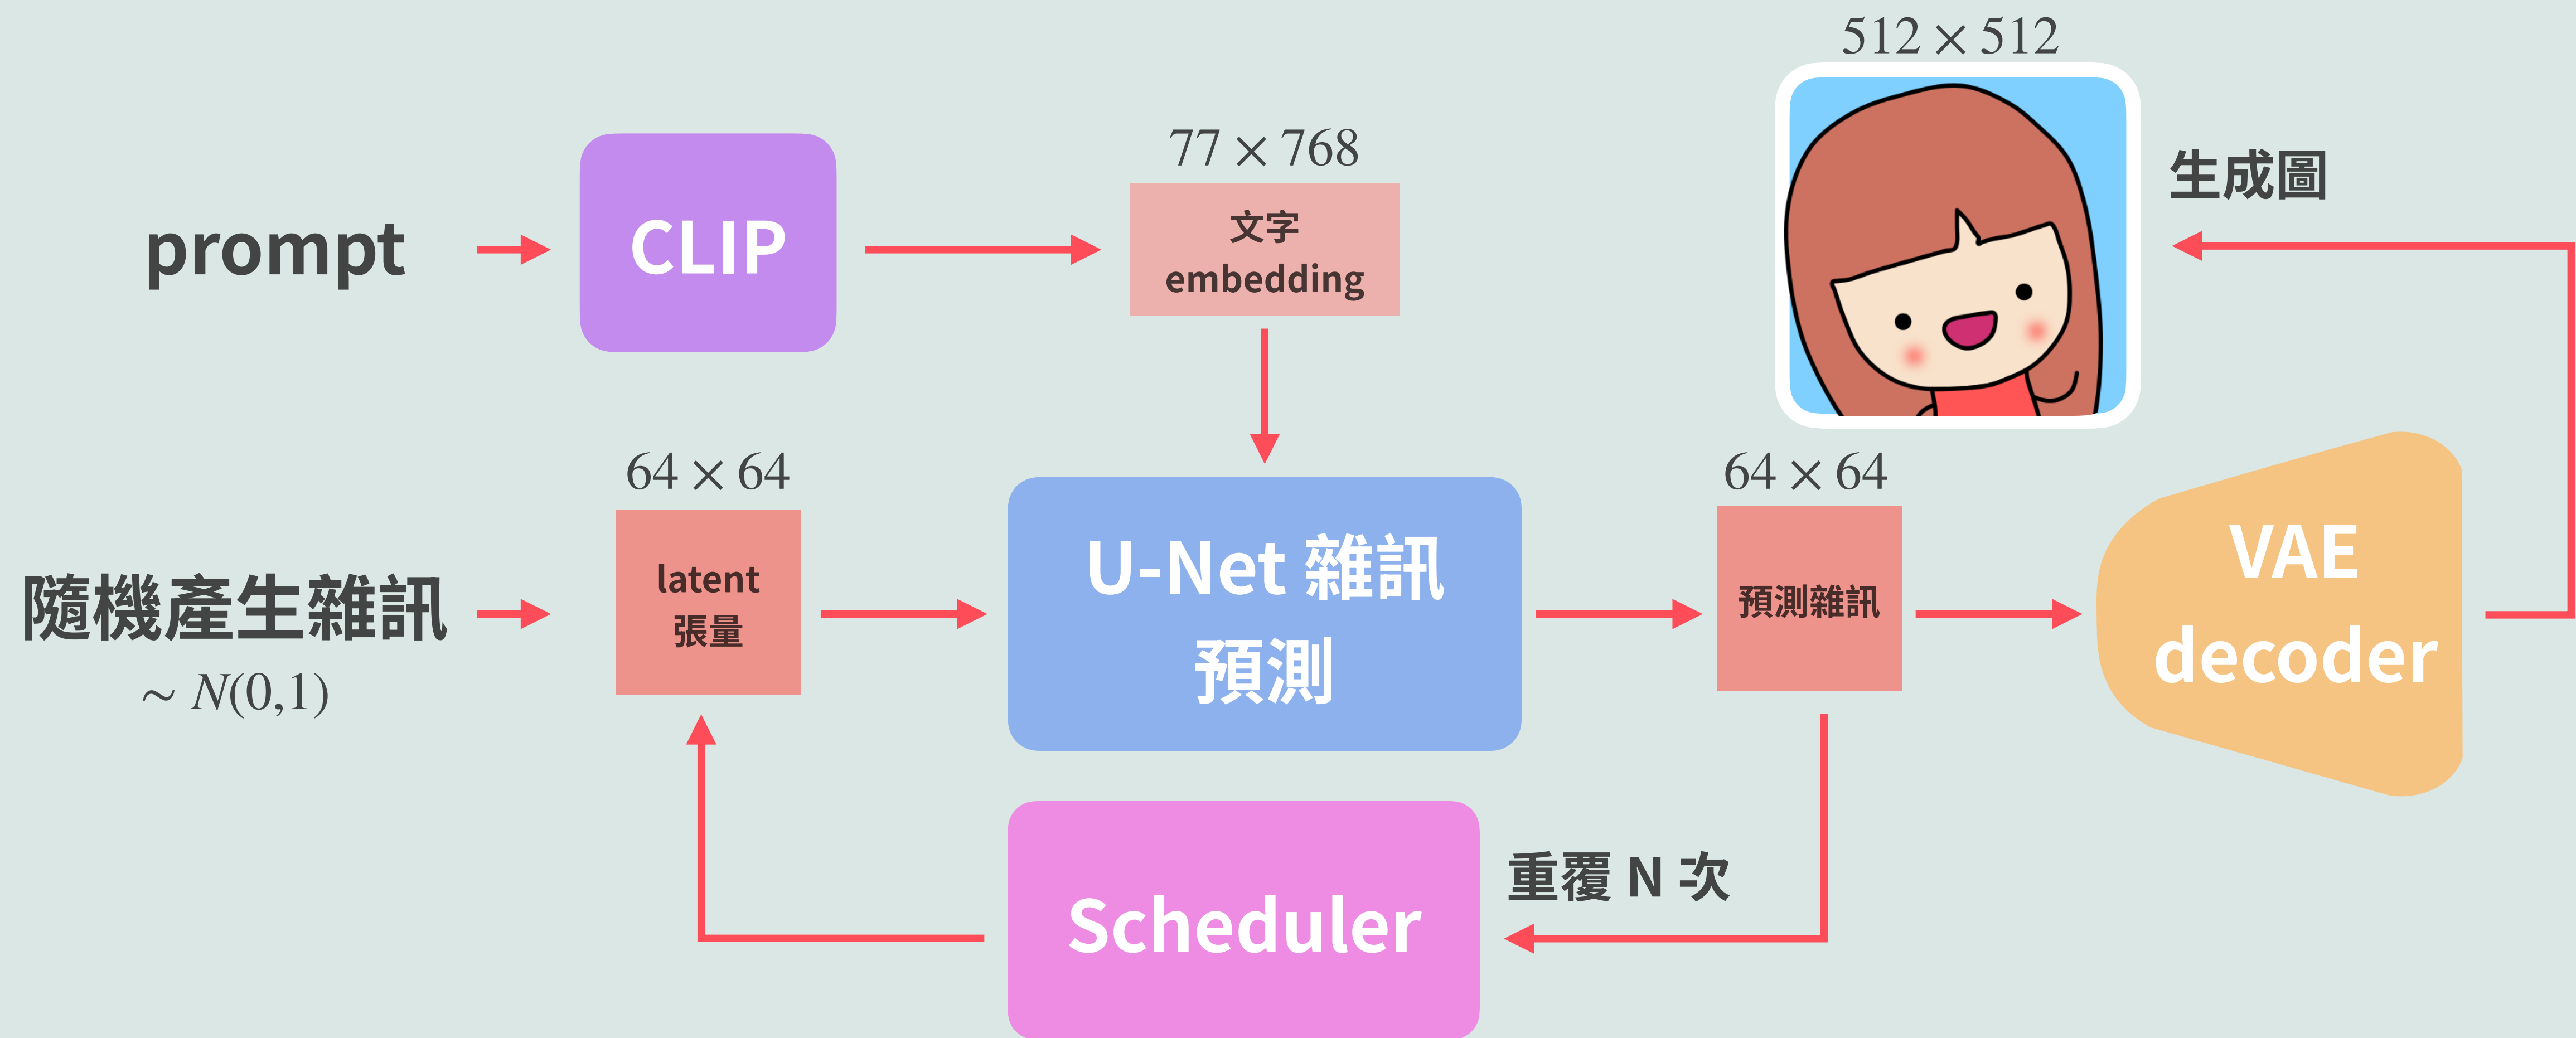 512 × 512
生成圖
prompt
CLIP
77 × 768
文字
embedding
隨機產生雜訊
~ N(0,1)
64 × 64
latent
張量
U-Net 雜訊
預測
64 × 64
預測雜訊
VAE
decoder
Scheduler
重覆 N 次